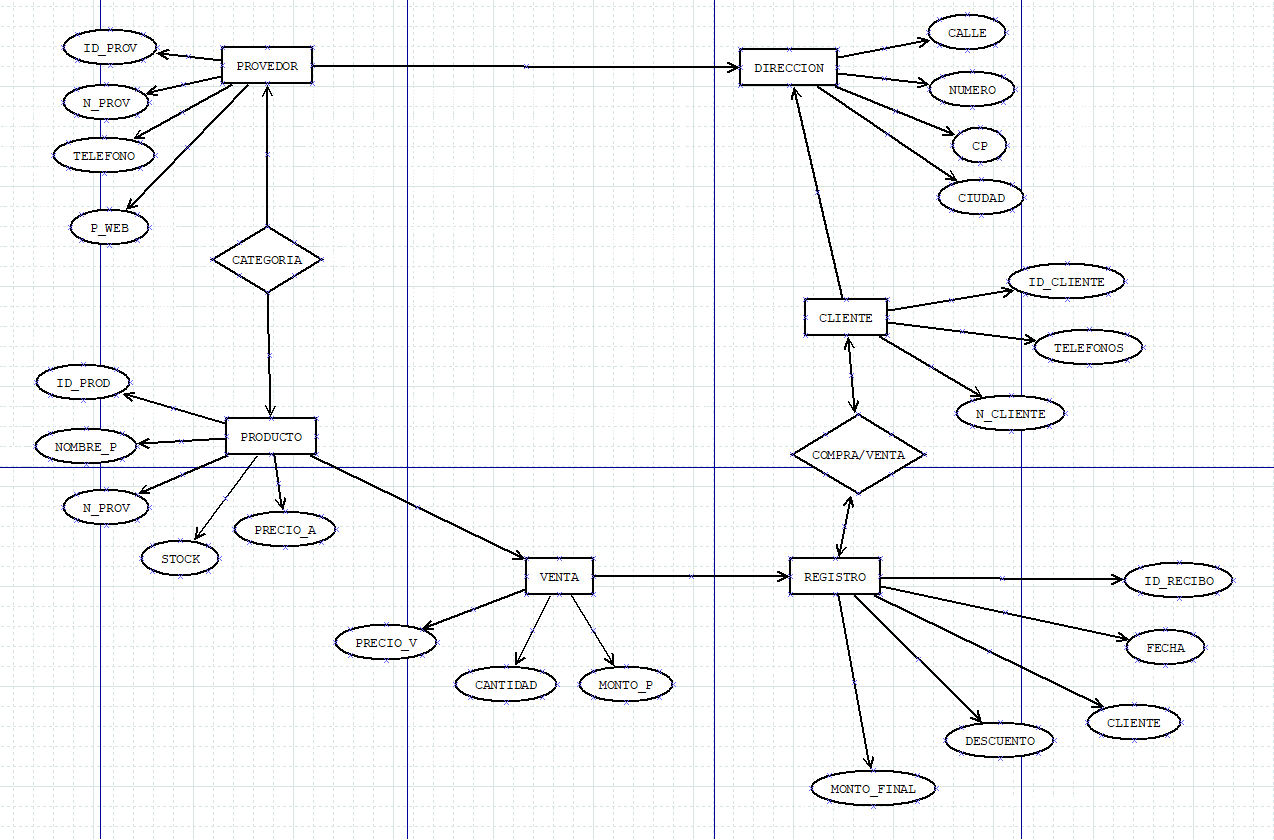 CALLE
ID_PROV
PROVEDOR
DIRECCION
NUMERO
N_PROV
CP
TELEFONO
CIUDAD
P_WEB
CATEGORIA
ID_CLIENTE
CLIENTE
TELEFONOS
ID_PROD
N_CLIENTE
PRODUCTO
NOMBRE_P
COMPRA/VENTA
N_PROV
PRECIO_A
STOCK
VENTA
REGISTRO
ID_RECIBO
PRECIO_V
FECHA
CANTIDAD
MONTO_P
CLIENTE
DESCUENTO
MONTO_FINAL